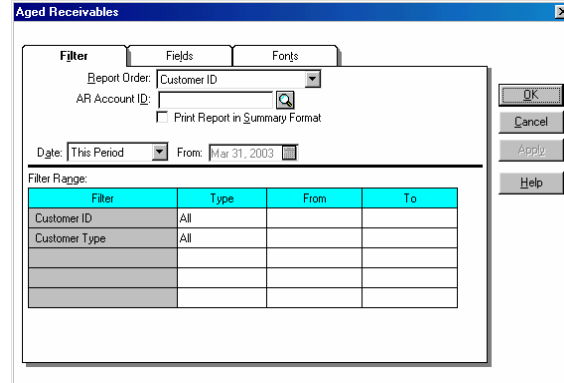 Aged Receivables
Filter Fields Fonts
Report Order: Customer ID
AR Account ID:
Print Report in Summary Format
Date: This Period From: Mar 31, 2003
Filter Range:
Filter Type From To
Customer ID All
Customer Type All
OK
Cancel
Apply
Help